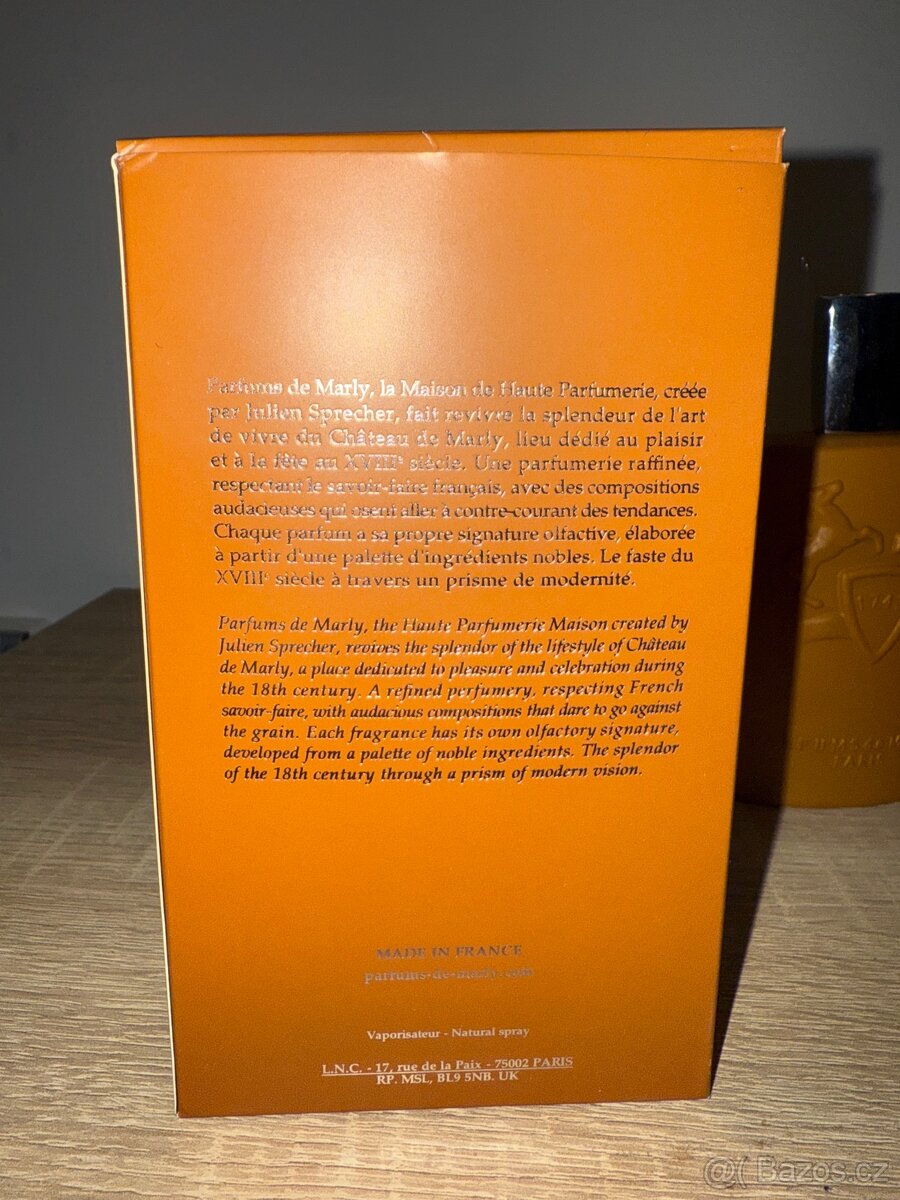 Parfums de Marly, la Maison de Haute Parfumerie, créée
par Julien Sprecher, fait revivre la splendeur de l'art
de vivre du Château de Marly, lieu dédié au plaisir
et à la fête au XVIIIᵉ siècle. Une parfumerie raffinée,
respectant le savoir-faire français, avec des compositions
audacieuses qui osent aller à contre-courant des tendances.
Chaque parfum a sa propre signature olfactive, élaborée
à partir d'une palette d'ingrédients nobles. Le faste du
XVIIIᵉ siècle à travers un prisme de modernité.
Parfums de Marly, the Haute Parfumerie Maison created by
Julien Sprecher, revives the splendor of the lifestyle of Château
de Marly, a place dedicated to pleasure and celebration during
the 18th century. A refined perfumery, respecting French
savoir-faire, with audacious compositions that dare to go against
the grain. Each fragrance has its own olfactory signature,
developed from a palette of noble ingredients. The splendor
of the 18th century through a prism of modern vision.
MADE IN FRANCE
parfums-de-marly.com
Vaporisateur - Natural spray
L.N.C. - 17, rue de la Paix - 75002 PARIS
RP. MSL, BL9 5NB. UK
PARIS
@( Bazos.cz